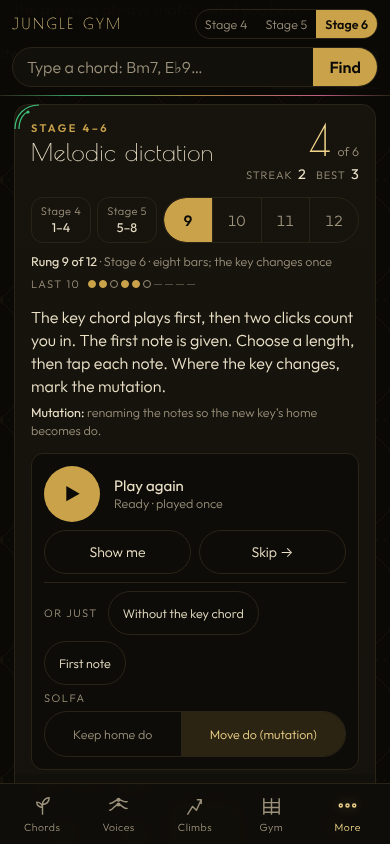 JUNGLE GYM
Stage 4 Stage 5 Stage 6
Type a chord: Bm7, E♭9… Find
STAGE 4–6
Melodic dictation
4 of 6
STREAK 2 BEST 3
Stage 4
1–4
Stage 5
5–8
9 10 11 12
Rung 9 of 12 · Stage 6 · eight bars; the key changes once
LAST 10
The key chord plays first, then two clicks count
you in. The first note is given. Choose a length,
then tap each note. Where the key changes,
mark the mutation.
Mutation: renaming the notes so the new key's home
becomes do.
Play again
Ready · played once
Show me Skip →
OR JUST Without the key chord
First note
SOLFA
Keep home do Move do (mutation)
Chords Voices Climbs Gym More